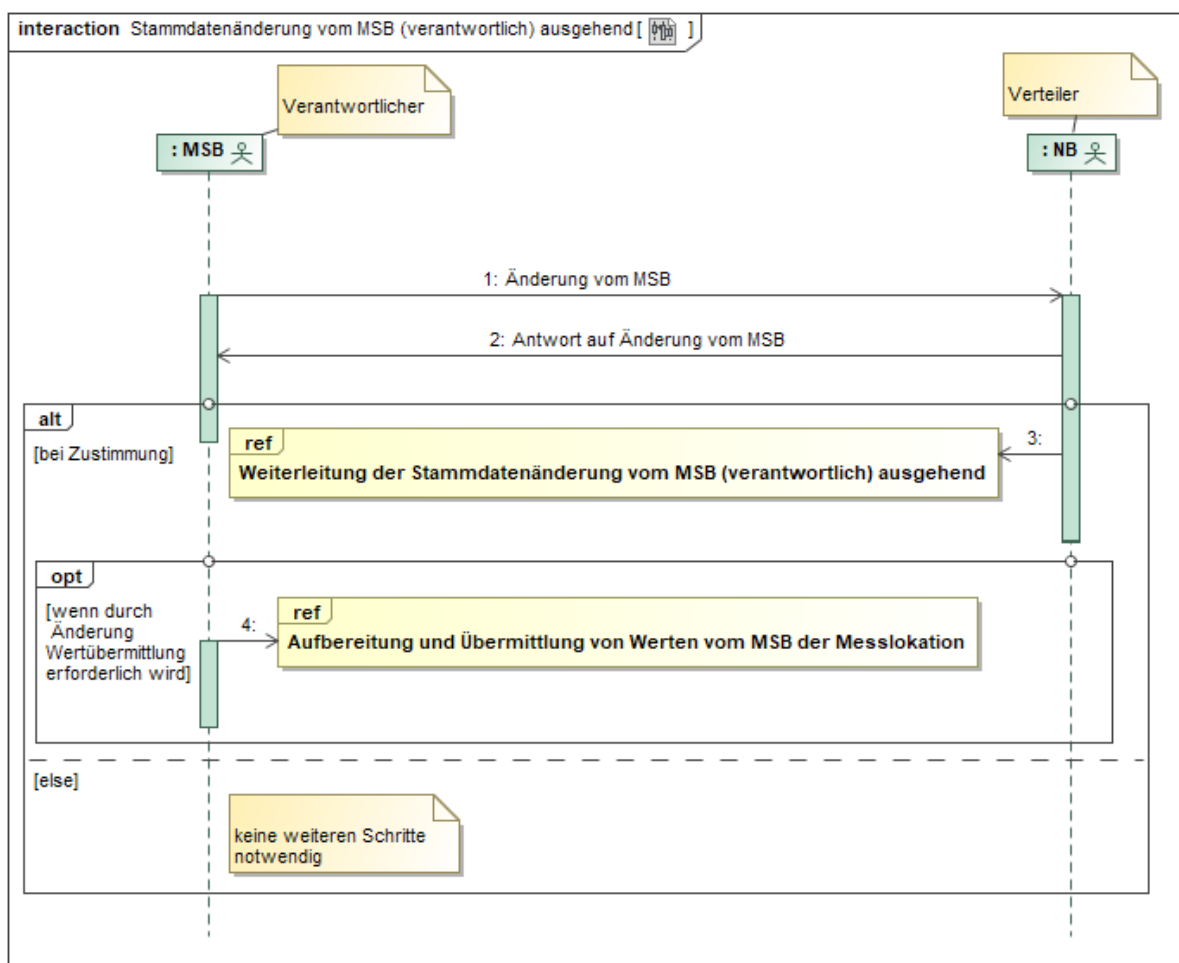 interaction Stammdatenänderung vom MSB (verantwortlich) ausgehend[ ]
Verantwortlicher
Verteiler
: MSB
: NB
1: Änderung vom MSB
2: Antwort auf Änderung vom MSB
alt
[bei Zustimmung]
ref
3:
Weiterleitung der Stammdatenänderung vom MSB (verantwortlich) ausgehend
opt
[wenn durch
Änderung
Wertübermittlung
erforderlich wird]
4:
ref
Aufbereitung und Übermittlung von Werten vom MSB der Messlokation
[else]
keine weiteren Schritte
notwendig